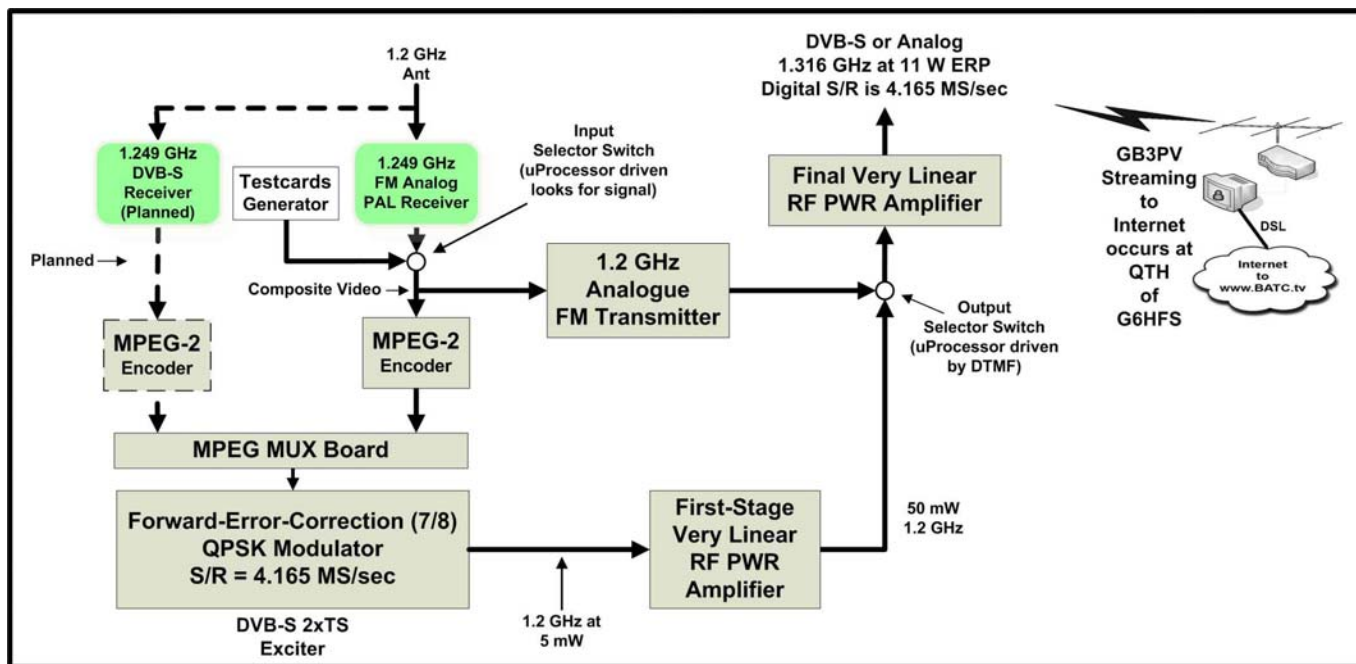 1.2 GHz
Ant
DVB-S or Analog
1.316 GHz at 11 W ERP
Digital S/R is 4.165 MS/sec
1.249 GHz
DVB-S
Receiver
(Planned)
Testcards
Generator
1.249 GHz
FM Analog
PAL Receiver
Input
Selector Switch
(uProcessor driven
looks for signal)
Final Very Linear
RF PWR Amplifier
GB3PV
Streaming
to
Internet
occurs at
QTH
of
G6HFS
DSL
Internet
to
www.BATC.tv
Planned
Composite Video
1.2 GHz
Analogue
FM Transmitter
Output
Selector Switch
(uProcessor driven
by DTMF)
MPEG-2
Encoder
MPEG-2
Encoder
MPEG MUX Board
Forward-Error-Correction (7/8)
QPSK Modulator
S/R = 4.165 MS/sec
First-Stage
Very Linear
RF PWR
Amplifier
50 mW
1.2 GHz
1.2 GHz at
5 mW
DVB-S 2xTS
Exciter